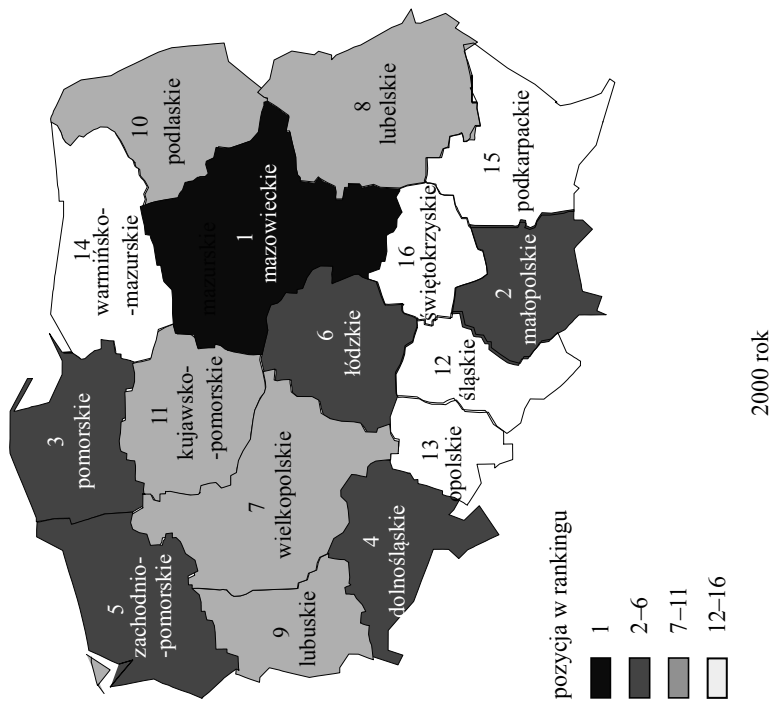 3
pomorskie
5
zachodnio-
-pomorskie
14
warmińsko-
-mazurskie
10
podlaskie
11
kujawsko-
-pomorskie
mazurskie
1
mazowieckie
7
wielkopolskie
9
lubuskie
6
łódzkie
8
lubelskie
4
dolnośląskie
13
opolskie
12
śląskie
16
świętokrzyskie
2
małopolskie
15
podkarpackie
pozycja w rankingu
1
2–6
7–11
12–16
2000 rok